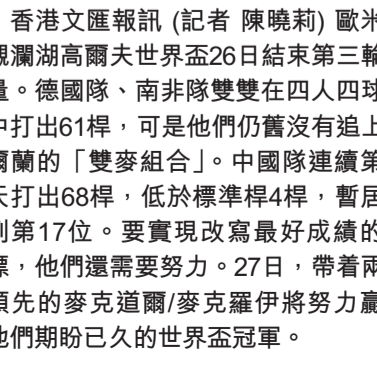 香港文匯報訊 (記者 陳曉莉) 歐米
觀瀾湖高爾夫世界盃26日結束第三輪
量。德國隊、南非隊雙雙在四人四球
中打出61桿，可是他們仍舊沒有追上
爾蘭的「雙麥組合」。中國隊連續第
天打出68桿，低於標準桿4桿，暫居
列第17位。要實現改寫最好成績的
標，他們還需要努力。27日，帶着兩
領先的麥克道爾/麥克羅伊將努力贏
他們期盼已久的世界盃冠軍。